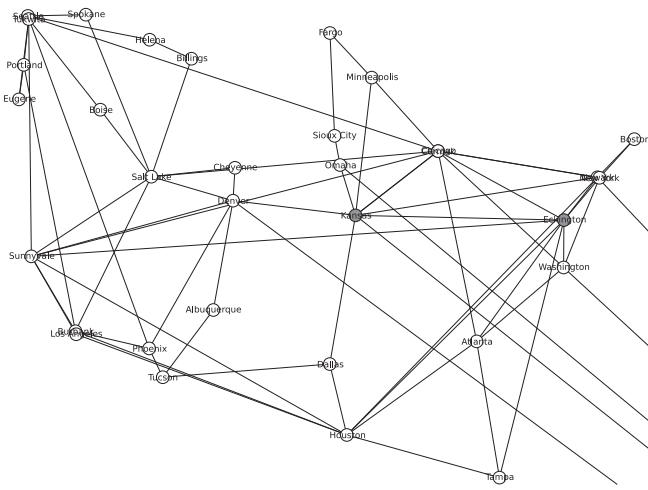 Spokane
Helena
Fargo
Billings
Portland
Minneapolis
Eugene
Boise
Sioux City
Boston
Omaha
Cheyenne
Salt Lake
Denver
Kansas
Washington
Sunnyvale
Albuquerque
Los Angeles
Phoenix
Atlanta
Dallas
Tucson
Houston
Tampa